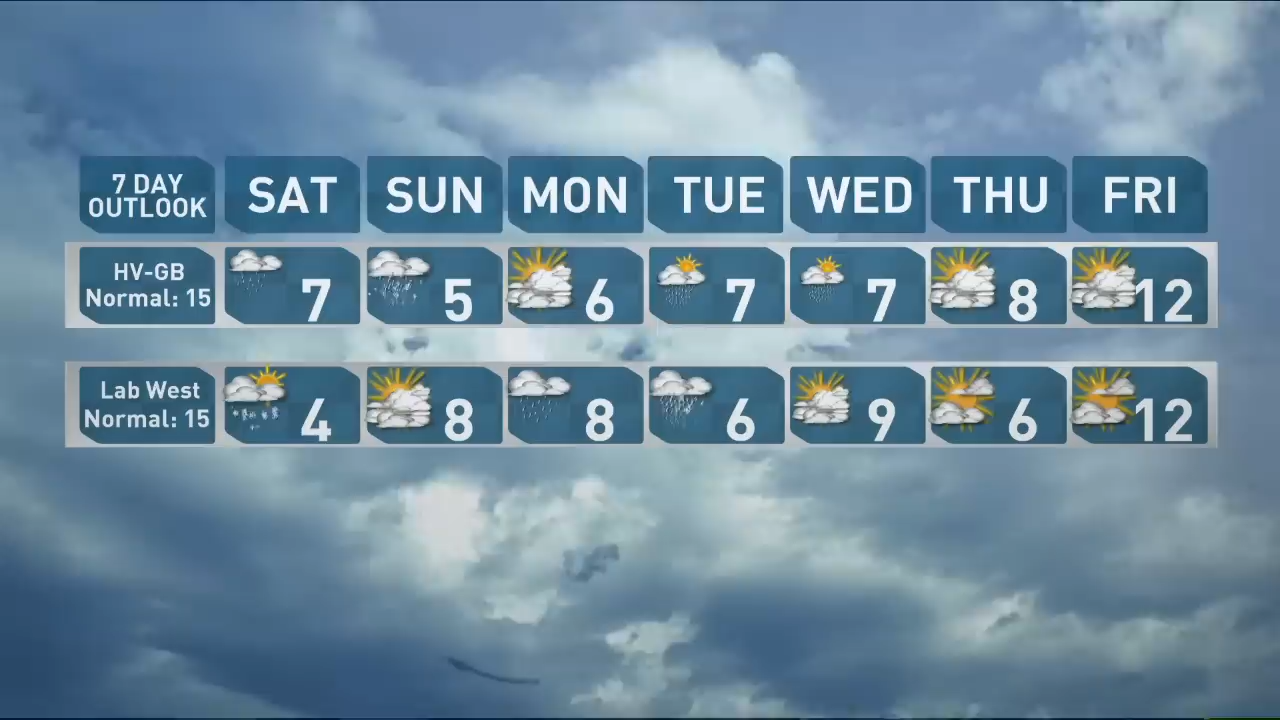 7 DAY OUTLOOK SAT SUN MON TUE WED THU FRI
HV-GB
Normal: 15 7 5 6 7 7 8 12
Lab West
Normal: 15 4 8 8 6 9 6 12